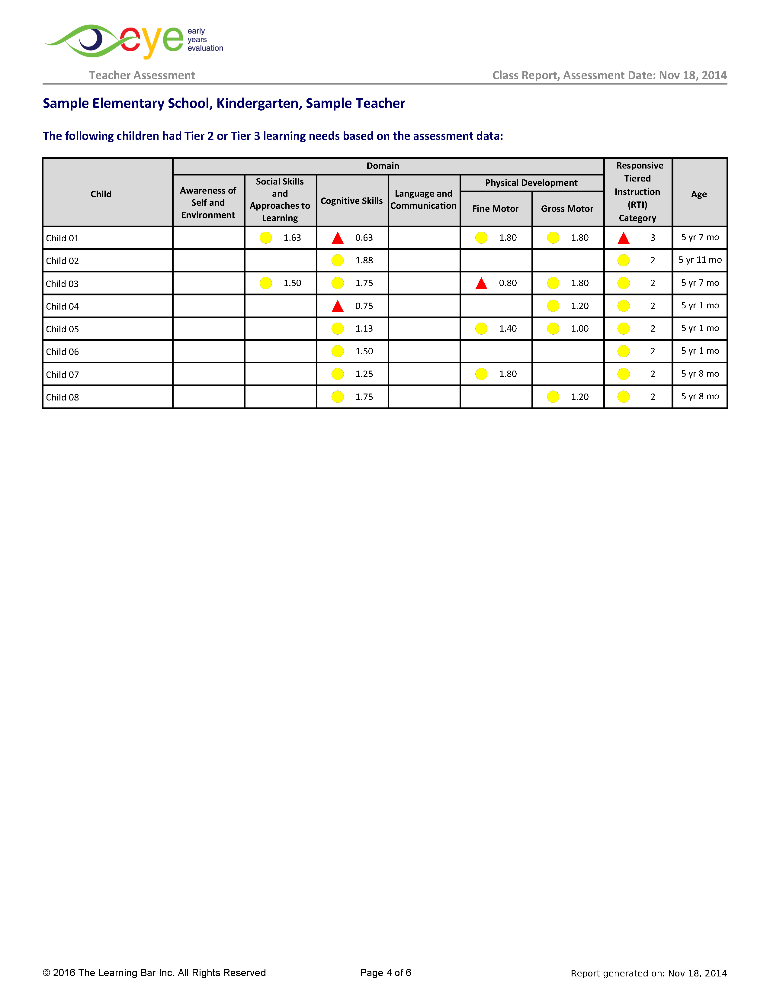 eye
early
years
evaluation
Teacher Assessment
Class Report, Assessment Date: Nov 18, 2014
Sample Elementary School, Kindergarten, Sample Teacher
The following children had Tier 2 or Tier 3 learning needs based on the assessment data:
Child
Domain
Awareness of
Self and
Environment
Social Skills
and
Approaches to
Learning
Cognitive Skills
Language and
Communication
Physical Development
Fine Motor
Gross Motor
Responsive
Tiered
Instruction
(RTI)
Category
Age
Child 01 1.63 0.63 1.80 1.80 3 5 yr 7 mo
Child 02 1.88 2 5 yr 11 mo
Child 03 1.50 1.75 0.80 1.80 2 5 yr 7 mo
Child 04 0.75 1.20 2 5 yr 1 mo
Child 05 1.13 1.40 1.00 2 5 yr 1 mo
Child 06 1.50 2 5 yr 1 mo
Child 07 1.25 1.80 2 5 yr 8 mo
Child 08 1.75 1.20 2 5 yr 8 mo
© 2016 The Learning Bar Inc. All Rights Reserved
Page 4 of 6
Report generated on: Nov 18, 2014